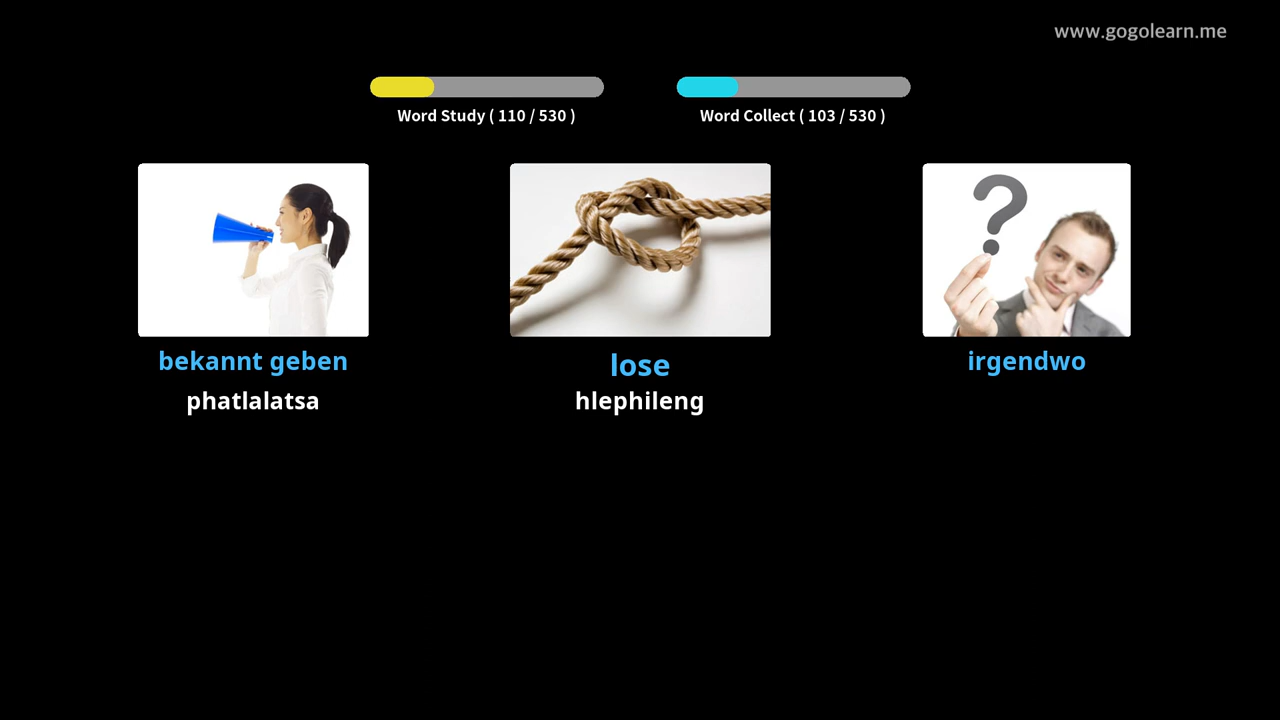 www.gogolearn.me
Word Study ( 110 / 530 )
Word Collect ( 103 / 530 )
bekannt geben
phatlalatsa
lose
hlephileng
irgendwo